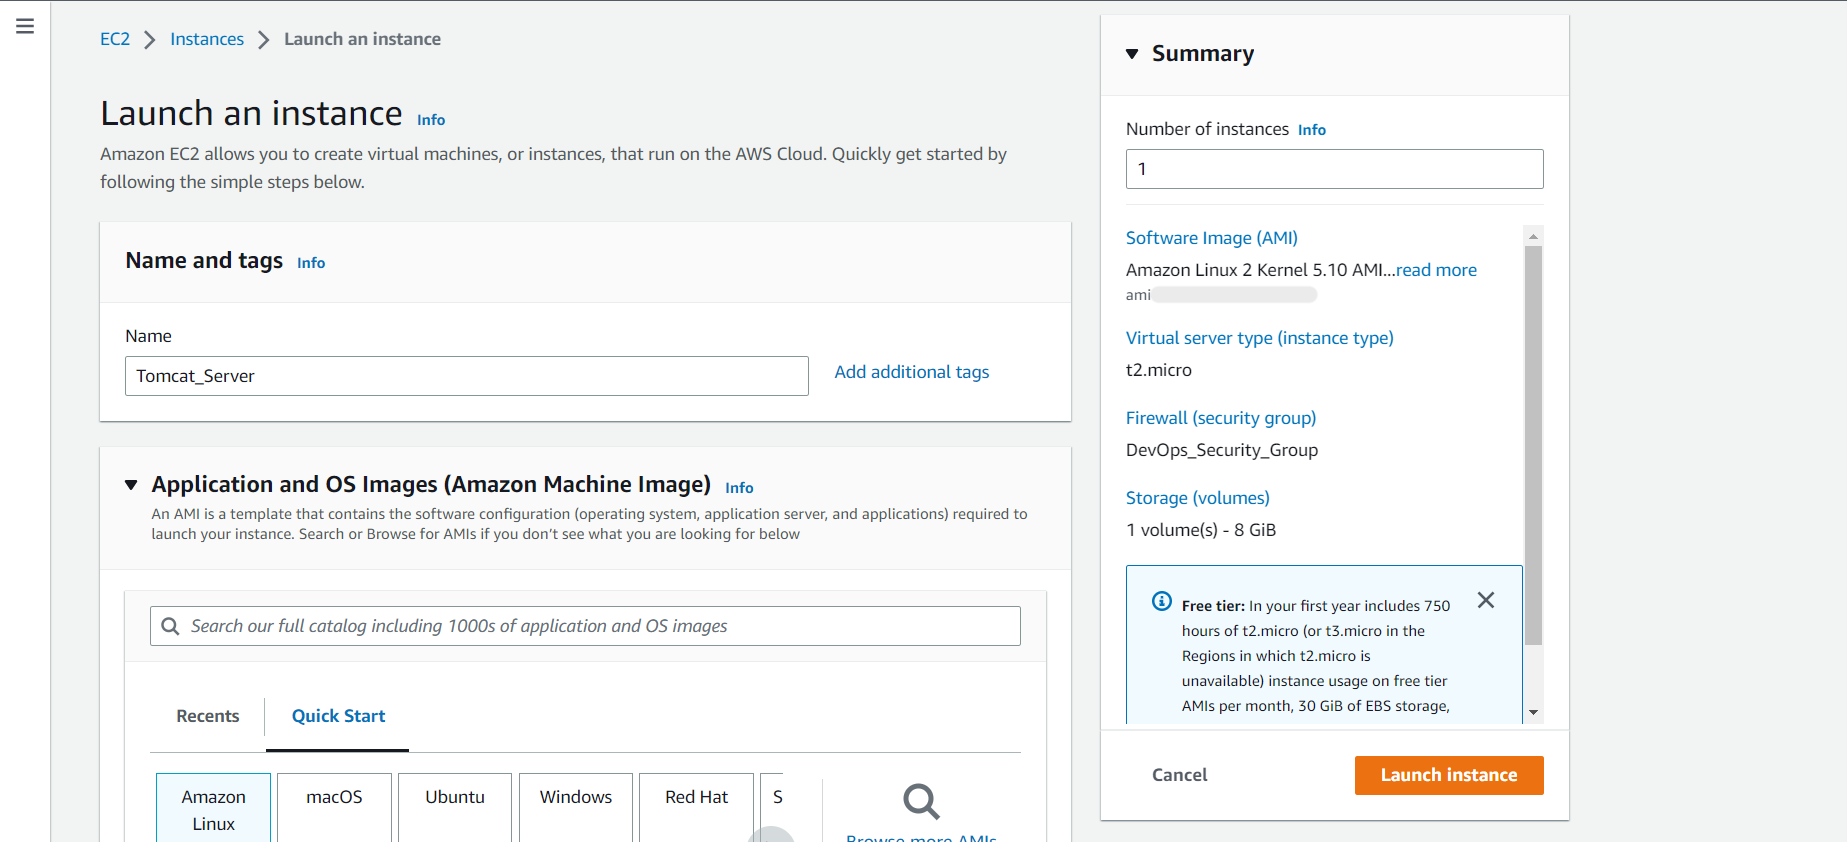 EC2 > Instances > Launch an instance
Launch an instance Info
Amazon EC2 allows you to create virtual machines, or instances, that run on the AWS Cloud. Quickly get started by
following the simple steps below.
Name and tags Info
Name
Tomcat_Server
Add additional tags
Application and OS Images (Amazon Machine Image) Info
An AMI is a template that contains the software configuration (operating system, application server, and applications) required to
launch your instance. Search or Browse for AMIs if you don't see what you are looking for below
Search our full catalog including 1000s of application and OS images
Recents
Quick Start
Amazon
Linux
macOS
Ubuntu
Windows
Red Hat
S
Browse more AMIs
Summary
Number of instances Info
1
Software Image (AMI)
Amazon Linux 2 Kernel 5.10 AMI...read more
ami
Virtual server type (instance type)
t2.micro
Firewall (security group)
DevOps_Security_Group
Storage (volumes)
1 volume(s) - 8 GiB
Free tier: In your first year includes 750
hours of t2.micro (or t3.micro in the
Regions in which t2.micro is
unavailable) instance usage on free tier
AMIs per month, 30 GiB of EBS storage,
Cancel
Launch instance